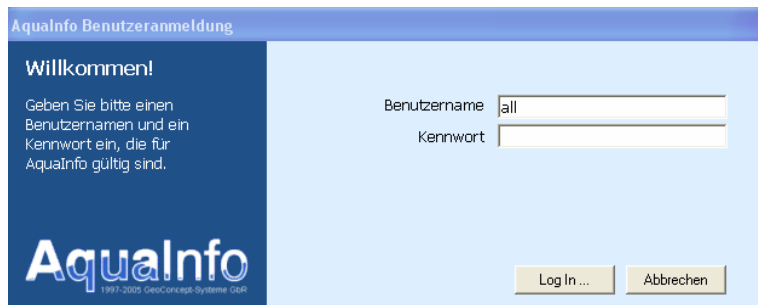 AquaInfo Benutzeranmeldung
Willkommen!
Geben Sie bitte einen
Benutzernamen und ein
Kennwort ein, die für
AquaInfo gültig sind.
Benutzername all
Kennwort
AquaInfo
1997-2005 GeoConcept-Systeme GbR
Log In ... Abbrechen